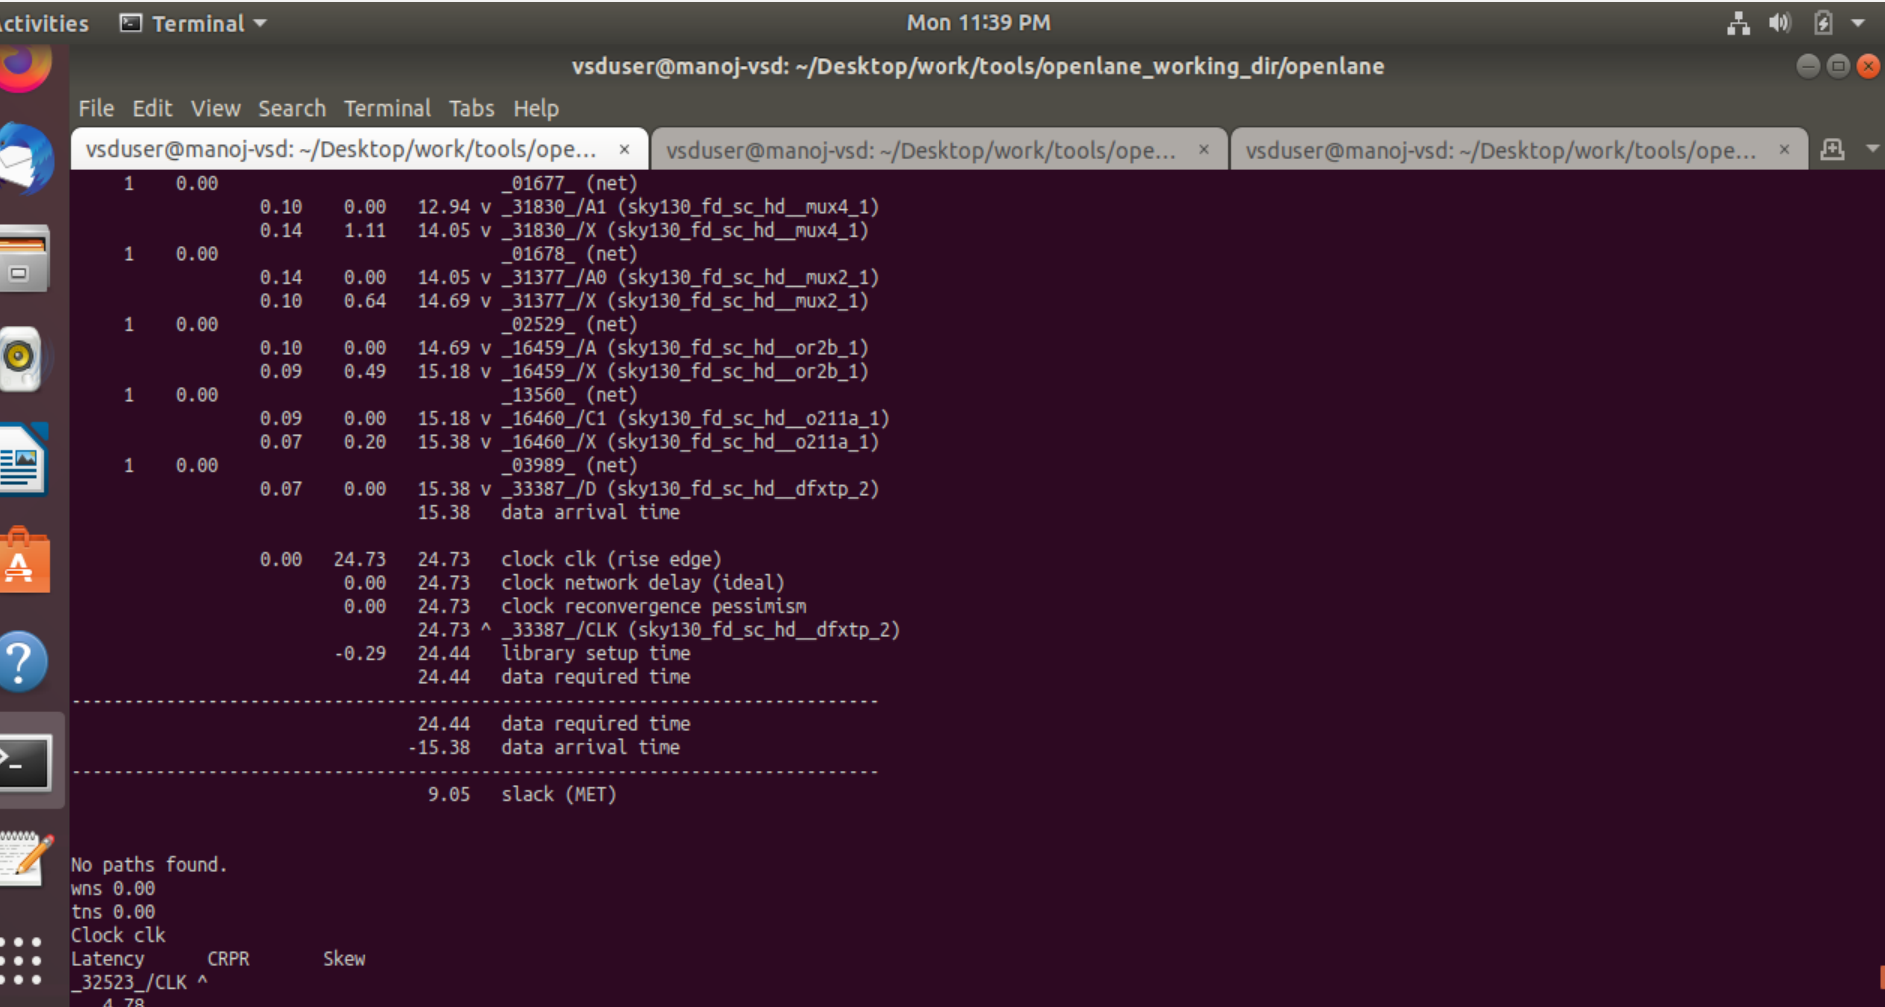 Activities Terminal Mon 11:39 PM
vsduser@manoj-vsd: ~/Desktop/work/tools/openlane_working_dir/openlane
File Edit View Search Terminal Tabs Help
vsduser@manoj-vsd: ~/Desktop/work/tools/ope... × vsduser@manoj-vsd: ~/Desktop/work/tools/ope... × vsduser@manoj-vsd: ~/Desktop/work/tools/ope... ×
1 0.00 _01677_ (net)
0.10 0.00 12.94 v _31830_/A1 (sky130_fd_sc_hd__mux4_1)
0.14 1.11 14.05 v _31830_/X (sky130_fd_sc_hd__mux4_1)
1 0.00 _01678_ (net)
0.14 0.00 14.05 v _31377_/A0 (sky130_fd_sc_hd__mux2_1)
0.10 0.64 14.69 v _31377_/X (sky130_fd_sc_hd__mux2_1)
1 0.00 _02529_ (net)
0.10 0.00 14.69 v _16459_/A (sky130_fd_sc_hd__or2b_1)
0.09 0.49 15.18 v _16459_/X (sky130_fd_sc_hd__or2b_1)
1 0.00 _13560_ (net)
0.09 0.00 15.18 v _16460_/C1 (sky130_fd_sc_hd__o211a_1)
0.07 0.20 15.38 v _16460_/X (sky130_fd_sc_hd__o211a_1)
1 0.00 _03989_ (net)
0.07 0.00 15.38 v _33387_/D (sky130_fd_sc_hd__dfxtp_2)
15.38 data arrival time
0.00 24.73 24.73 clock clk (rise edge)
0.00 24.73 clock network delay (ideal)
0.00 24.73 clock reconvergence pessimism
24.73 ^ _33387_/CLK (sky130_fd_sc_hd__dfxtp_2)
-0.29 24.44 library setup time
24.44 data required time
-----------------------------------------------------------------------------
24.44 data required time
-15.38 data arrival time
-----------------------------------------------------------------------------
9.05 slack (MET)
No paths found.
wns 0.00
tns 0.00
Clock clk
Latency CRPR Skew
_32523_/CLK ^
4.78